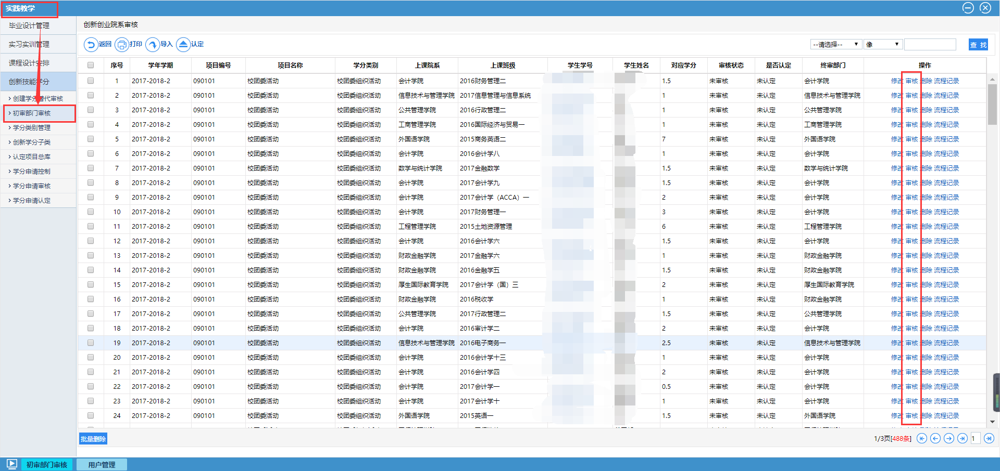 实践教学
毕业设计管理
实习实训管理
课程设计安排
创新技能学分
创建学分替代审核
初审部门审核
学分类别管理
创新学分子类
认定项目总库
学分申请控制
学分申请审核
学分申请认定
创新创业院系审核
返回 打印 导入 认定
--请选择-- 像 查 找
序号 学年学期 项目编号 项目名称 学分类别 上课院系 上课班级 学生学号 学生姓名 对应学分 审核状态 是否认定 终审部门 操作
1 2017-2018-2 090101 校团委活动 校团委组织活动 会计学院 2016财务管理二 1.5 未审核 未认定 会计学院 修改 审核 删除 流程记录
2 2017-2018-2 090101 校团委活动 校团委组织活动 信息技术与管理学院 2017信息管理与信息系统 1 未审核 未认定 信息技术与管理学院 修改 审核 删除 流程记录
3 2017-2018-2 090101 校团委活动 校团委组织活动 公共管理学院 2016行政管理二 1 未审核 未认定 公共管理学院 修改 审核 删除 流程记录
4 2017-2018-2 090101 校团委活动 校团委组织活动 工商管理学院 2016国际经济与贸易一 1 未审核 未认定 工商管理学院 修改 审核 删除 流程记录
5 2017-2018-2 090101 校团委活动 校团委组织活动 外国语学院 2015商务英语二 7 未审核 未认定 外国语学院 修改 审核 删除 流程记录
6 2017-2018-2 090101 校团委活动 校团委组织活动 会计学院 2016会计学八 1 未审核 未认定 会计学院 修改 审核 删除 流程记录
7 2017-2018-2 090101 校团委活动 校团委组织活动 数学与统计学院 2017金融数学 1.5 未审核 未认定 数学与统计学院 修改 审核 删除 流程记录
8 2017-2018-2 090101 校团委活动 校团委组织活动 会计学院 2017会计学九 1.5 未审核 未认定 会计学院 修改 审核 删除 流程记录
9 2017-2018-2 090101 校团委活动 校团委组织活动 会计学院 2017会计学（ACCA）一 2 未审核 未认定 会计学院 修改 审核 删除 流程记录
10 2017-2018-2 090101 校团委活动 校团委组织活动 会计学院 2017财务管理一 3 未审核 未认定 会计学院 修改 审核 删除 流程记录
11 2017-2018-2 090101 校团委活动 校团委组织活动 工程管理学院 2015土地资源管理 6 未审核 未认定 工程管理学院 修改 审核 删除 流程记录
12 2017-2018-2 090101 校团委活动 校团委组织活动 会计学院 2016会计学六 1.5 未审核 未认定 会计学院 修改 审核 删除 流程记录
13 2017-2018-2 090101 校团委活动 校团委组织活动 财政金融学院 2017金融学六 1 未审核 未认定 财政金融学院 修改 审核 删除 流程记录
14 2017-2018-2 090101 校团委活动 校团委组织活动 财政金融学院 2016金融学五 1.5 未审核 未认定 财政金融学院 修改 审核 删除 流程记录
15 2017-2018-2 090101 校团委活动 校团委组织活动 厚生国际教育学院 2017会计学（国）三 2 未审核 未认定 厚生国际教育学院 修改 审核 删除 流程记录
16 2017-2018-2 090101 校团委活动 校团委组织活动 财政金融学院 2016税收学 1 未审核 未认定 财政金融学院 修改 审核 删除 流程记录
17 2017-2018-2 090101 校团委活动 校团委组织活动 公共管理学院 2017行政管理二 1.5 未审核 未认定 公共管理学院 修改 审核 删除 流程记录
18 2017-2018-2 090101 校团委活动 校团委组织活动 会计学院 2016审计学二 2 未审核 未认定 会计学院 修改 审核 删除 流程记录
19 2017-2018-2 090101 校团委活动 校团委组织活动 信息技术与管理学院 2016电子商务一 2.5 未审核 未认定 信息技术与管理学院 修改 审核 删除 流程记录
20 2017-2018-2 090101 校团委活动 校团委组织活动 会计学院 2016会计学十三 1 未审核 未认定 会计学院 修改 审核 删除 流程记录
21 2017-2018-2 090101 校团委活动 校团委组织活动 会计学院 2016会计学四 2 未审核 未认定 会计学院 修改 审核 删除 流程记录
22 2017-2018-2 090101 校团委活动 校团委组织活动 会计学院 2017会计学一 0.5 未审核 未认定 会计学院 修改 审核 删除 流程记录
23 2017-2018-2 090101 校团委活动 校团委组织活动 会计学院 2017会计学十 1 未审核 未认定 会计学院 修改 审核 删除 流程记录
24 2017-2018-2 090101 校团委活动 校团委组织活动 外国语学院 2015英语一 1.5 未审核 未认定 外国语学院 修改 审核 删除 流程记录
批量删除
1/3页[488条] 1
初审部门审核 用户管理